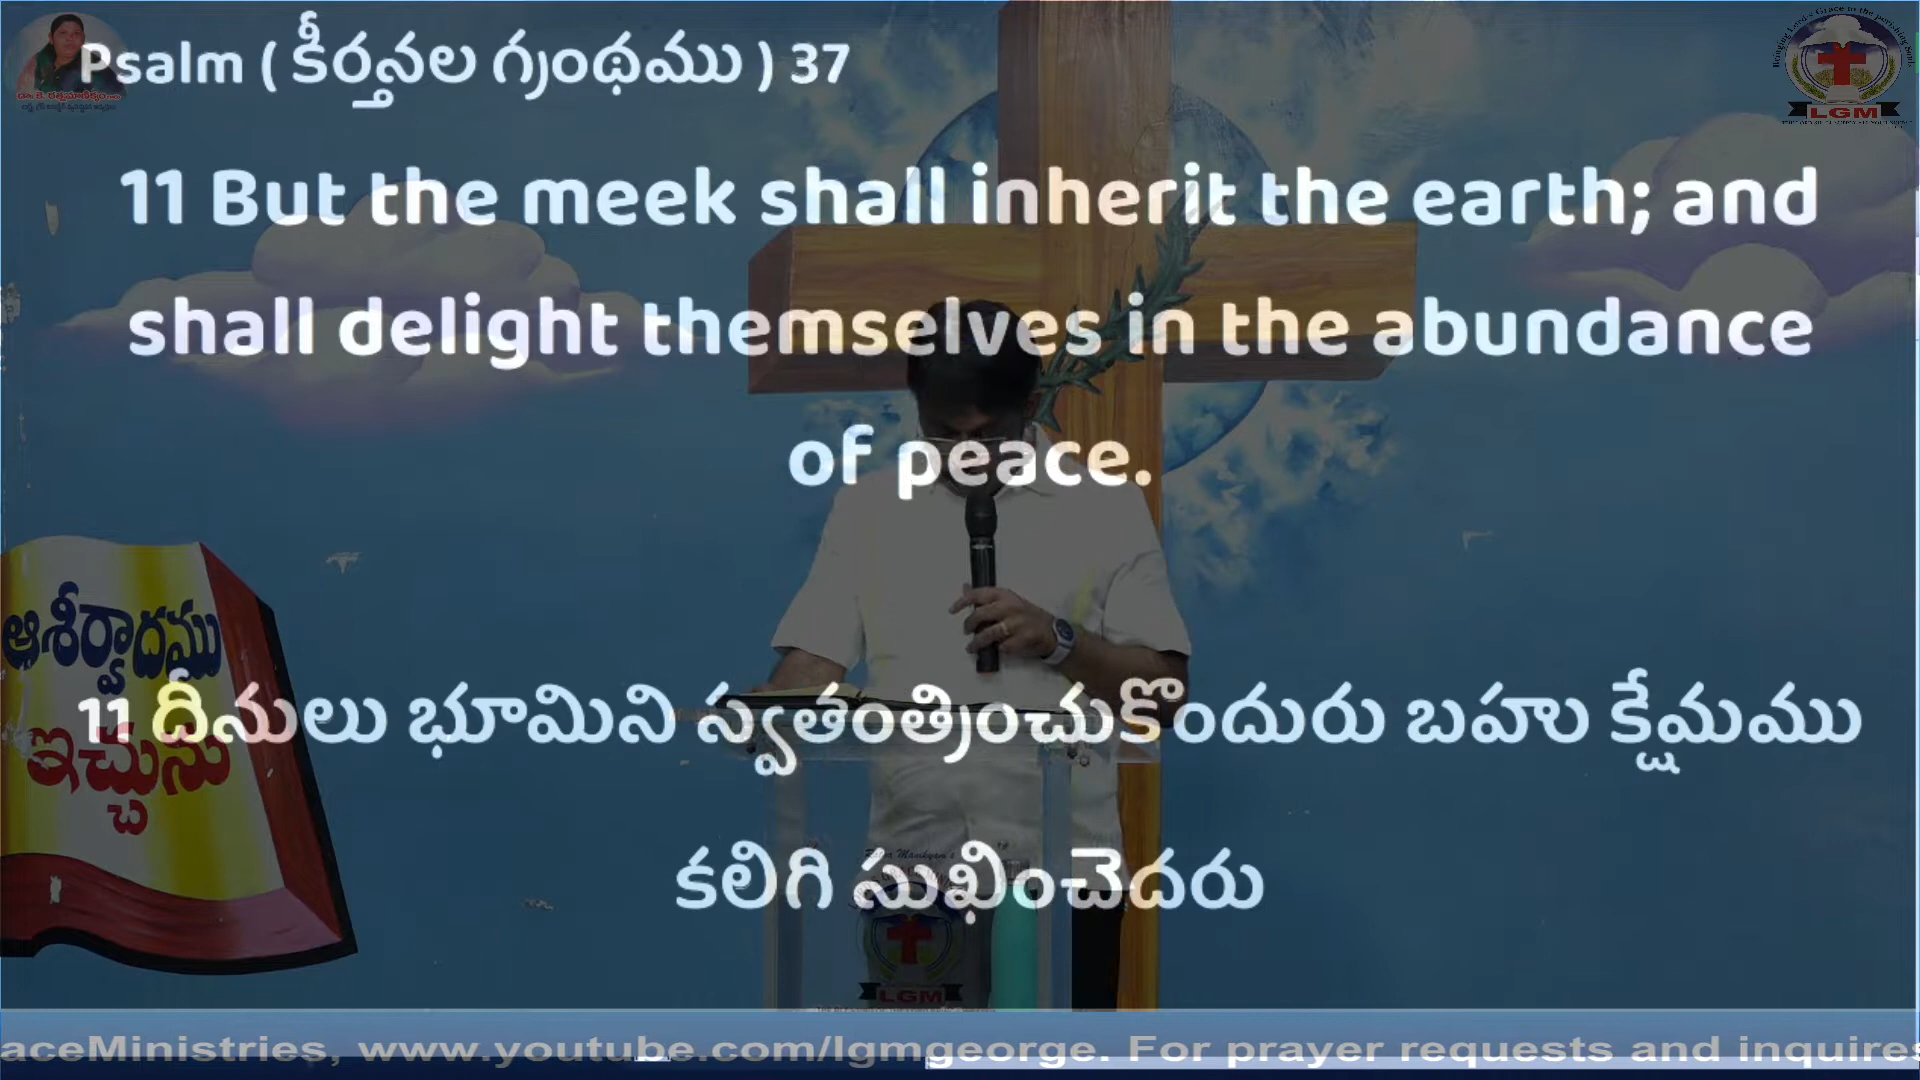 Psalm ( కీర్తనల గ్రంథము ) 37
11 But the meek shall inherit the earth; and
shall delight themselves in the abundance
of peace.
ఆశీర్వాదము
ఇచ్చును
11 దీనులు భూమిని స్వతంత్రించుకొందురు బహు క్షేమము
కలిగి సుఖించెదరు
LGM
LGM
aceMinistries, www.youtube.com/lgmgeorge. For prayer requests and inquires